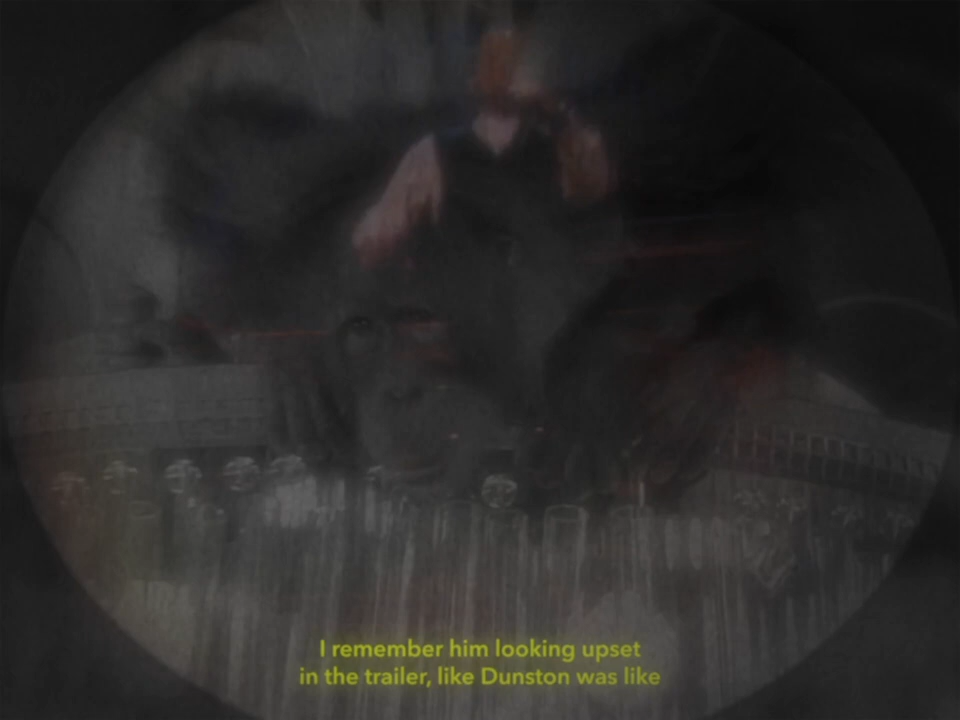 I remember him looking upset
in the trailer, like Dunston was like